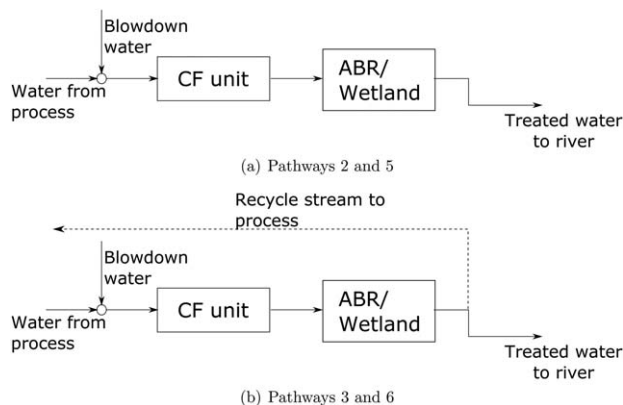 Blowdown
water
Water from
process
CF unit
ABR/
Wetland
Treated water
to river
(a) Pathways 2 and 5
Recycle stream to
process
Blowdown
water
Water from
process
CF unit
ABR/
Wetland
Treated water
to river
(b) Pathways 3 and 6